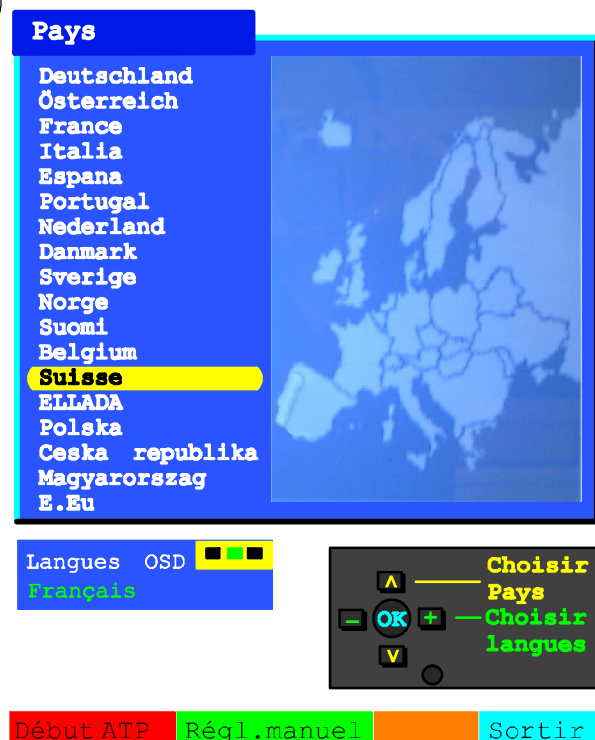 Pays
Deutschland
Österreich
France
Italia
Espana
Portugal
Nederland
Danmark
Sverige
Norge
Suomi
Belgium
Suisse
ELLADA
Polska
Ceska republika
Magyarorszag
E.Eu
Langues OSD
Français
Choisir
Pays
OK
Choisir
langues
Début ATP
Régl.manuel
Sortir